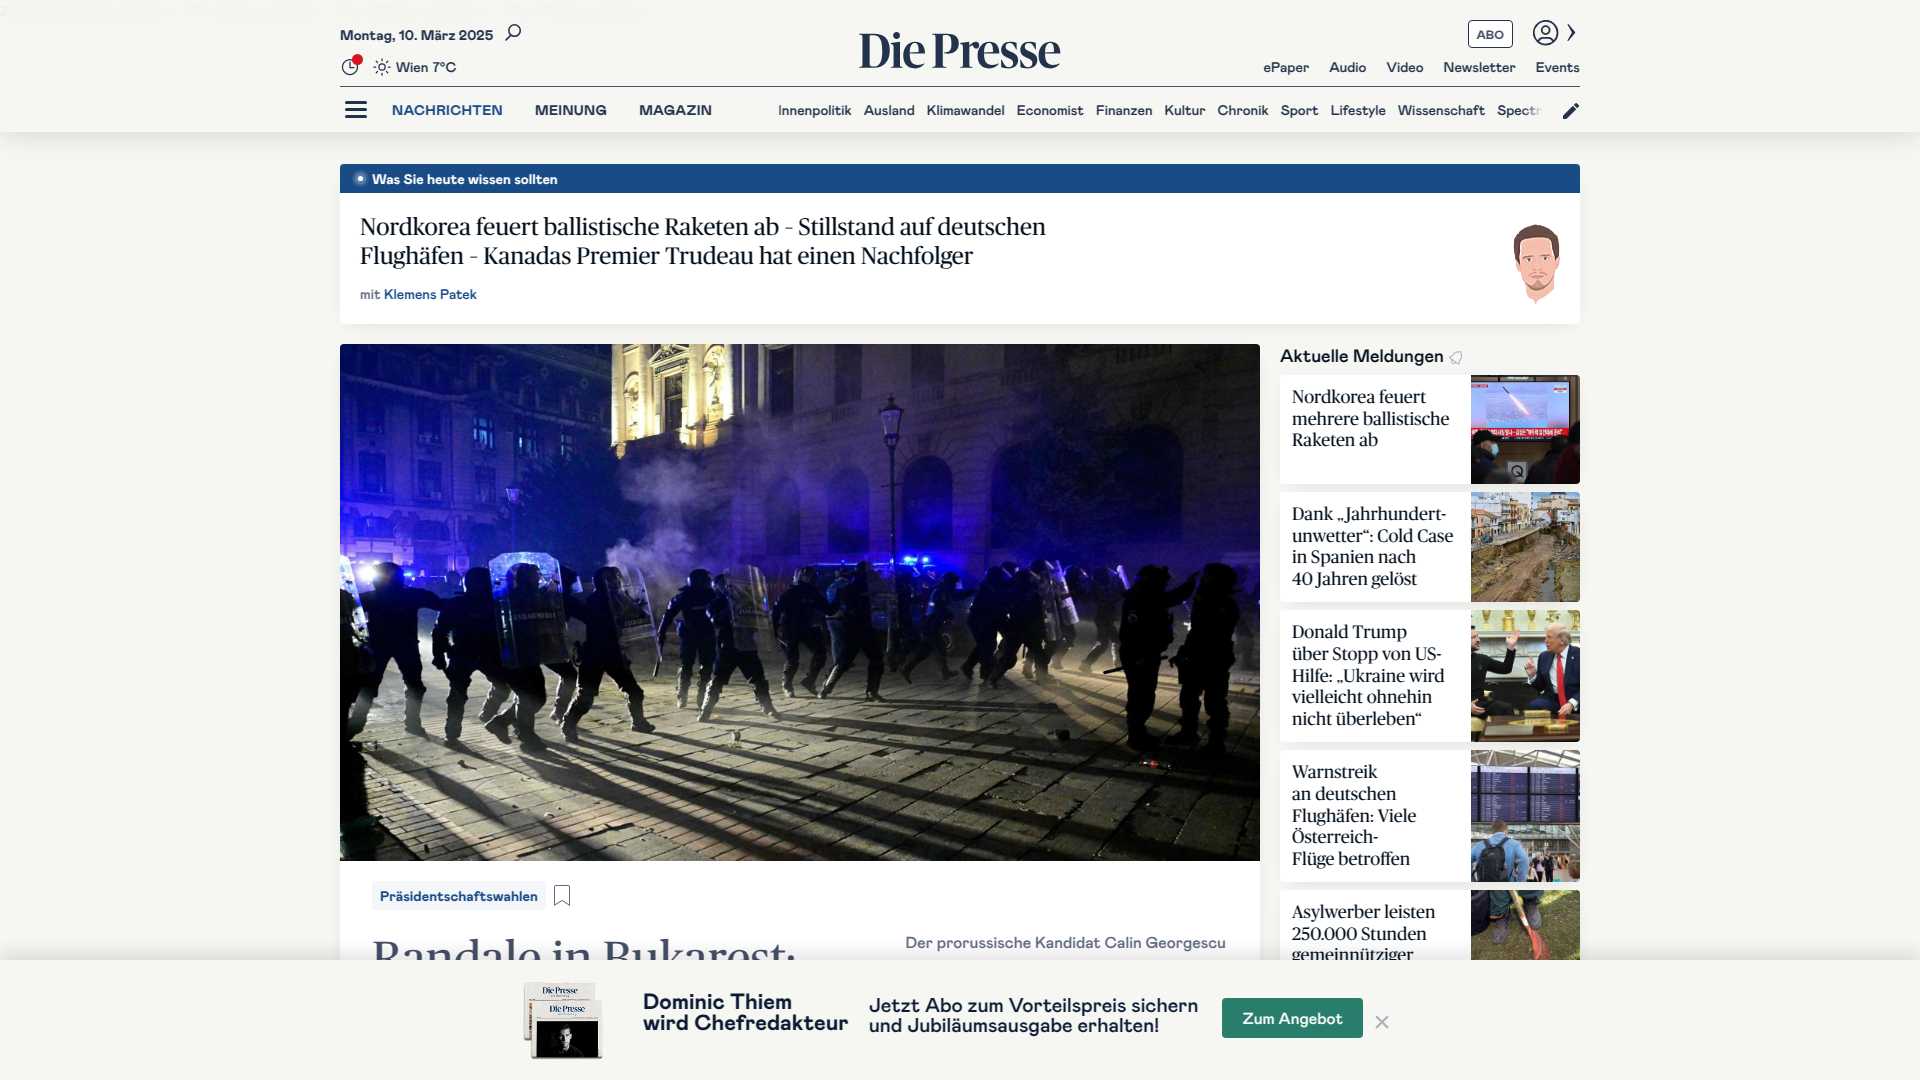 Montag, 10. März 2025
Die Presse
ABO
Wien 7°C
ePaper Audio Video Newsletter Events
NACHRICHTEN MEINUNG MAGAZIN
Innenpolitik Ausland Klimawandel Economist Finanzen Kultur Chronik Sport Lifestyle Wissenschaft Spectr
Was Sie heute wissen sollten
Nordkorea feuert ballistische Raketen ab – Stillstand auf deutschen
Flughäfen – Kanadas Premier Trudeau hat einen Nachfolger
mit Klemens Patek
Aktuelle Meldungen
Nordkorea feuert
mehrere ballistische
Raketen ab
Dank „Jahrhundert-
unwetter“: Cold Case
in Spanien nach
40 Jahren gelöst
Donald Trump
über Stopp von US-
Hilfe: „Ukraine wird
vielleicht ohnehin
nicht überleben“
Warnstreik
an deutschen
Flughäfen: Viele
Österreich-
Flüge betroffen
Asylwerber leisten
250.000 Stunden
gemeinnütziger
Präsidentschaftswahlen
Randale in Bukarest:
Der prorussische Kandidat Calin Georgescu
Die Presse
Die Presse
Dominic Thiem
wird Chefredakteur
Jetzt Abo zum Vorteilspreis sichern
und Jubiläumsausgabe erhalten!
Zum Angebot